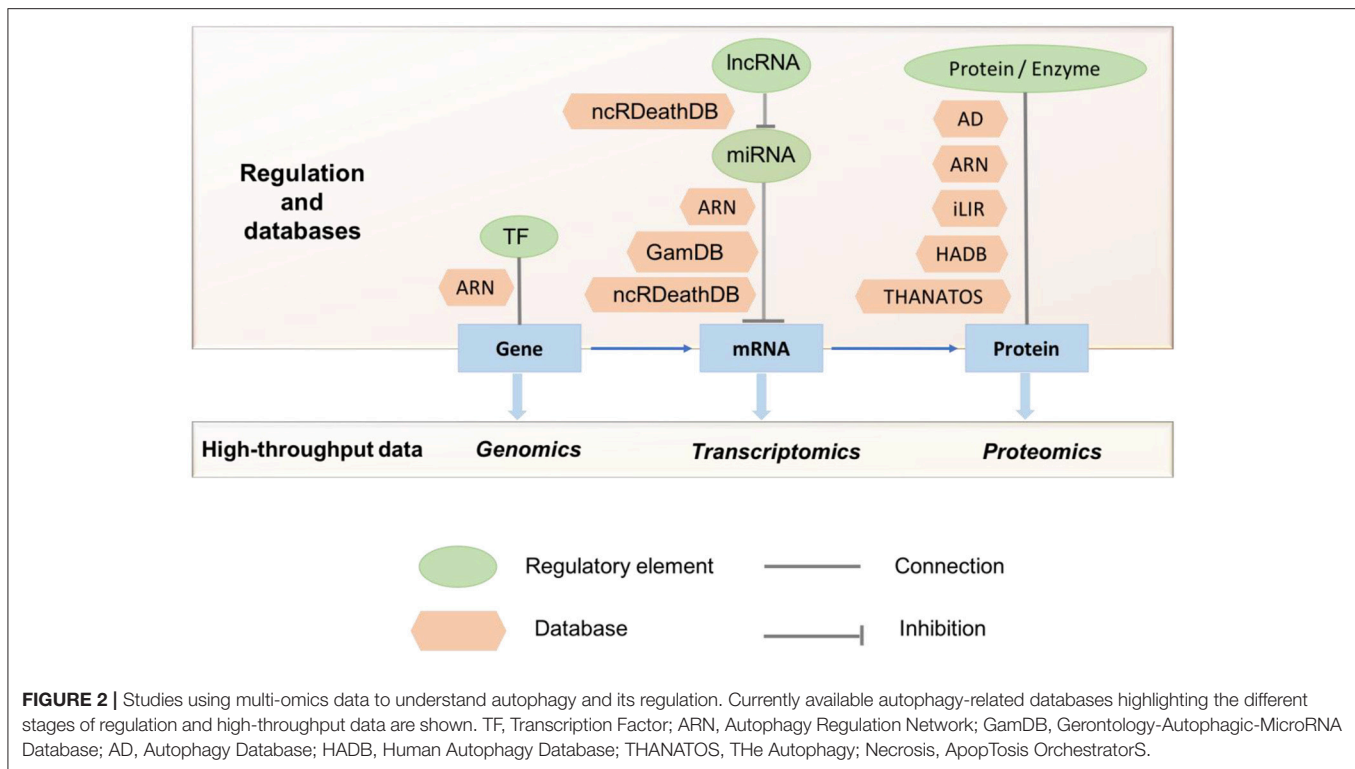 lncRNA
Protein / Enzyme
ncRDeathDB
AD
miRNA
ARN
Regulation
and
databases
ARN
iLIR
TF
GamDB
HADB
ARN
ncRDeathDB
THANATOS
Gene
mRNA
Protein
High-throughput data
Genomics
Transcriptomics
Proteomics
Regulatory element
Connection
Database
Inhibition
FIGURE 2 | Studies using multi-omics data to understand autophagy and its regulation. Currently available autophagy-related databases highlighting the different
stages of regulation and high-throughput data are shown. TF, Transcription Factor; ARN, Autophagy Regulation Network; GamDB, Gerontology-Autophagic-MicroRNA
Database; AD, Autophagy Database; HADB, Human Autophagy Database; THANATOS, THe Autophagy; Necrosis, ApopTosis OrchestratorS.